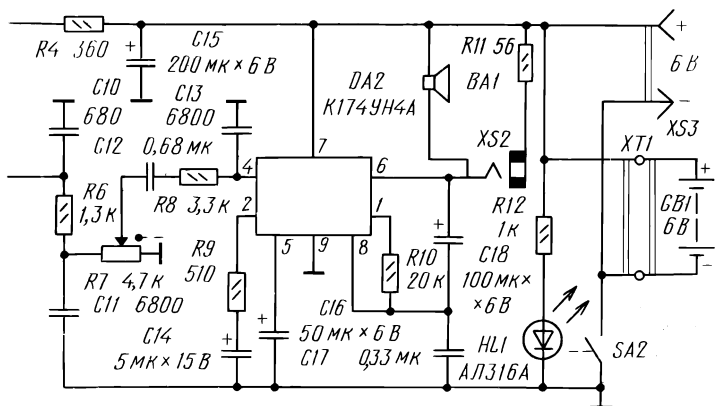 R4 360
C15
200 мк × 6 В
C10
680
C13
6800
C12
0,68 мк
R6
1,3 к
R8 3,3 к
R7 4,7 к
C11 6800
C14
5 мк × 15 В
R9
510
4
2
7
6
1
5
9
8
DA2
К174УН4А
BA1
R11 56
XS2
R10
20 к
C18
100 мк ×
× 6 В
C16
50 мк × 6 В
C17
0,33 мк
R12
1 к
HL1
АЛ316А
SA2
+
6 В
-
XS3
XT1
GB1
6 В
+
-
+
+
+
+